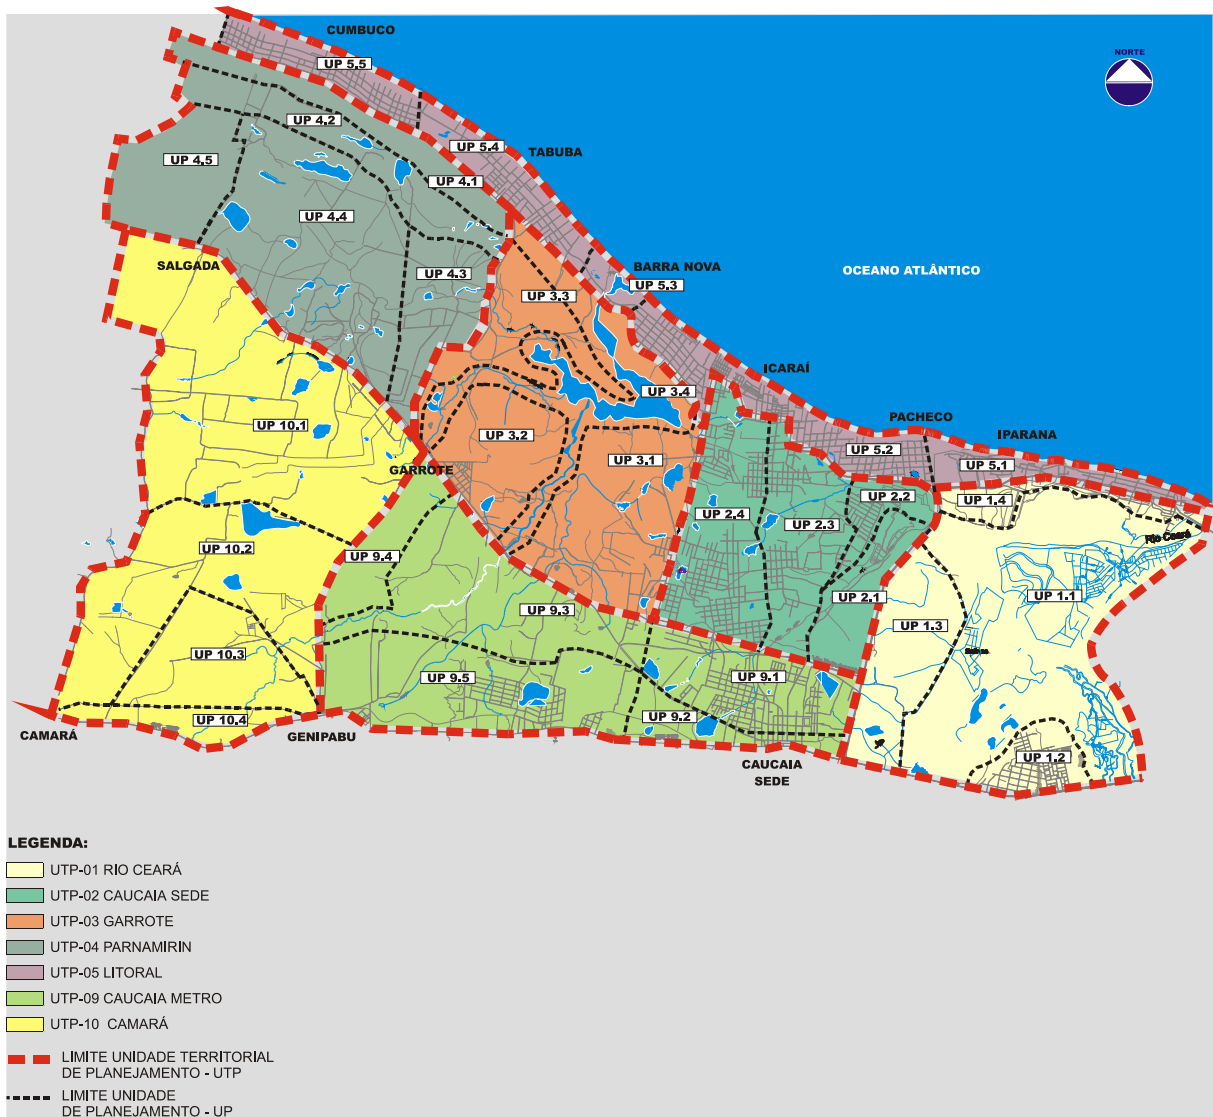 CUMBUCO
NORTE
UP 5.5
UP 4.2
UP 5.4
TABUBA
UP 4.5
UP 4.1
UP 4.4
SALGADA
UP 4.3
BARRA NOVA
OCEANO ATLÂNTICO
UP 5.3
UP 3.3
ICARAÍ
UP 3.4
PACHECO
UP 10.1
UP 3.2
IPARANA
UP 5.2
UP 3.1
UP 5.1
GARROTE
UP 2.2
UP 1.4
UP 2.4
UP 2.3
Rio Ceará
UP 10.2
UP 9.4
UP 2.1
UP 1.1
UP 9.3
UP 1.3
UP 10.3
UP 9.5
UP 9.1
UP 10.4
UP 9.2
CAMARÁ
GENIPABU
UP 1.2
CAUCAIA
SEDE
LEGENDA:
UTP-01 RIO CEARÁ
UTP-02 CAUCAIA SEDE
UTP-03 GARROTE
UTP-04 PARNAMIRIN
UTP-05 LITORAL
UTP-09 CAUCAIA METRO
UTP-10 CAMARÁ
LIMITE UNIDADE TERRITORIAL
DE PLANEJAMENTO - UTP
LIMITE UNIDADE
DE PLANEJAMENTO - UP